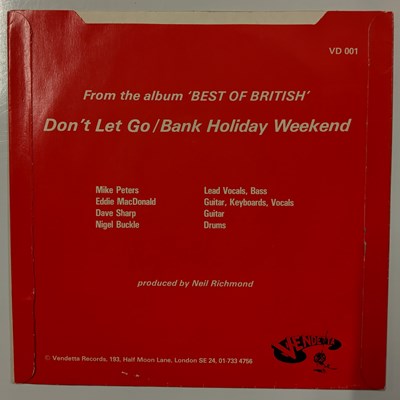 VD 001
From the album 'BEST OF BRITISH'
Don't Let Go/Bank Holiday Weekend
Mike Peters Lead Vocals, Bass
Eddie MacDonald Guitar, Keyboards, Vocals
Dave Sharp Guitar
Nigel Buckle Drums
produced by Neil Richmond
VENDETTA
© Vendetta Records, 193, Half Moon Lane, London SE 24, 01-733 4756